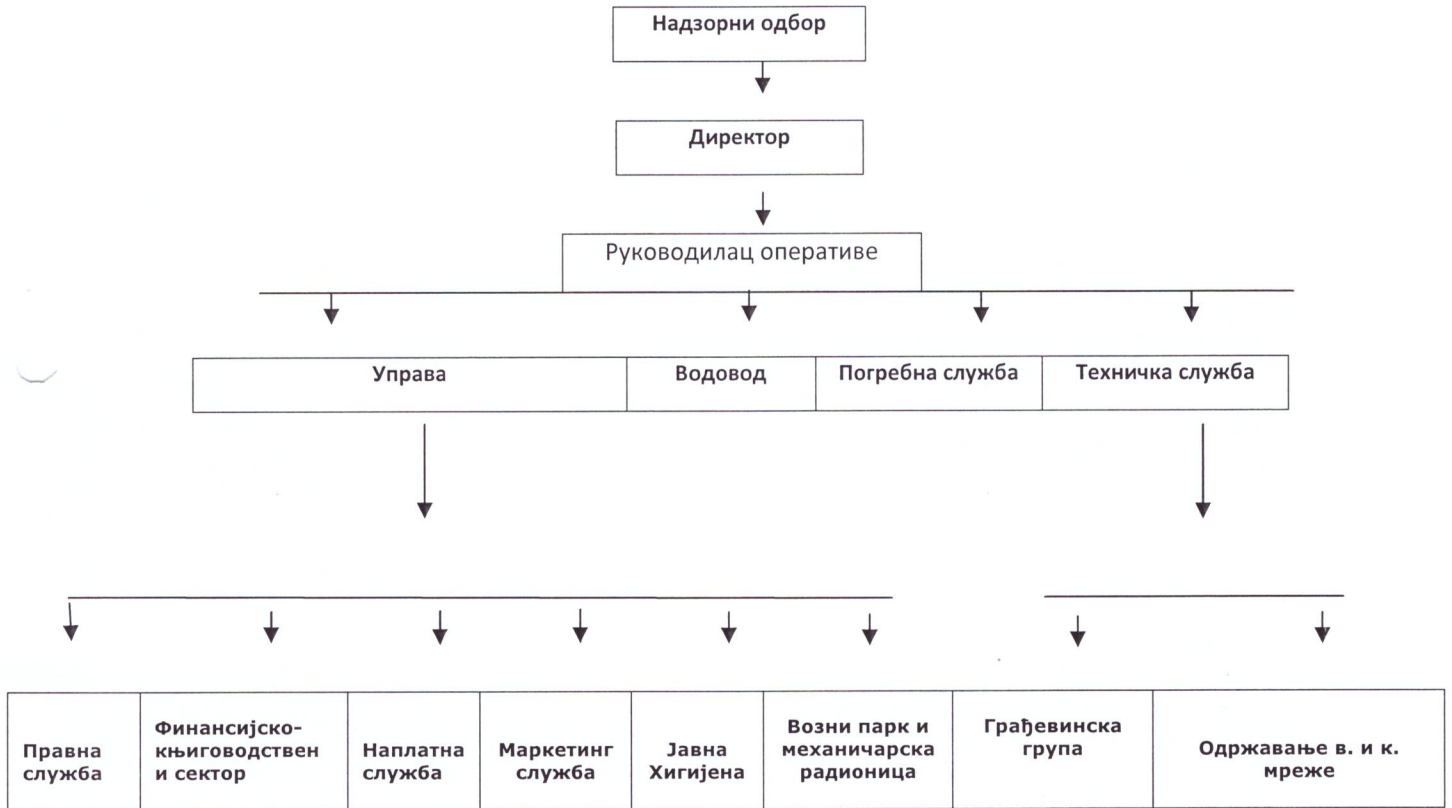 Надзорни одбор
Директор
Руководилац оперативе
Управа
Водовод
Погребна служба
Техничка служба
Правна
служба
Финансијско-
књиговодствен
и сектор
Наплатна
служба
Маркетинг
служба
Јавна
Хигијена
Возни парк и
механичарска
радионица
Грађевинска
група
Одржавање в. и к.
мреже